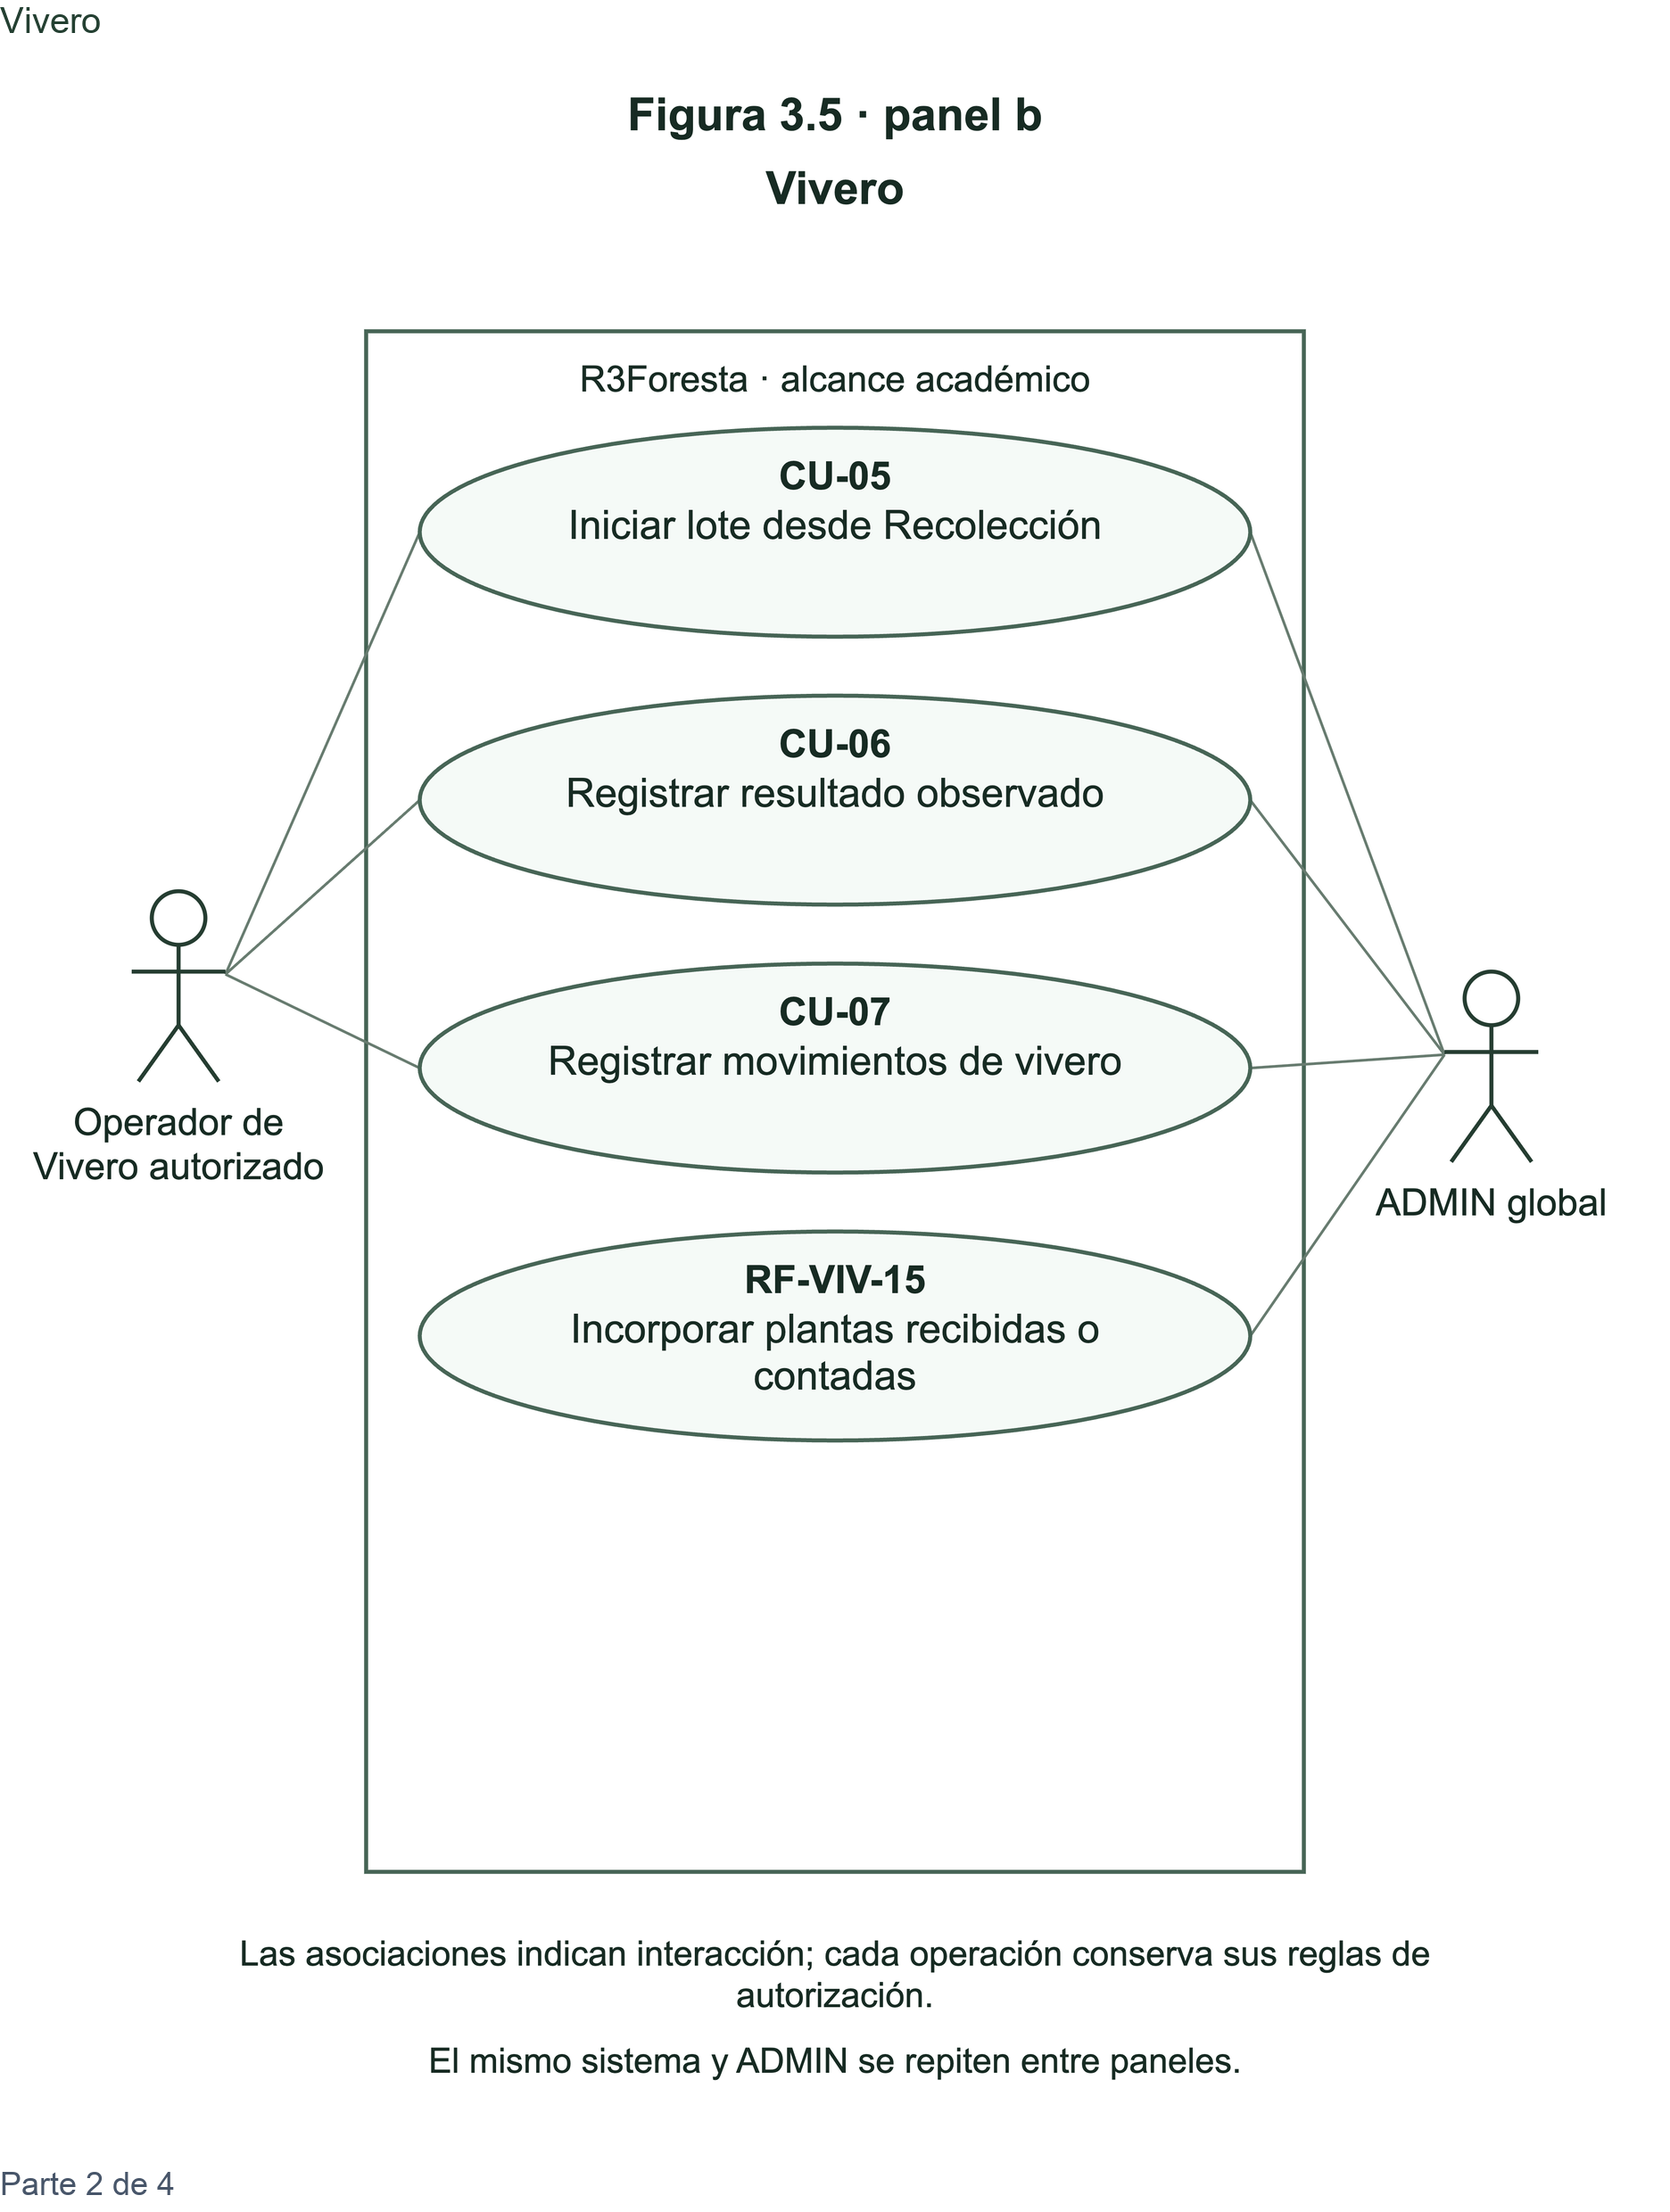 Vivero
Figura 3.5 · panel b
Vivero
R3Foresta · alcance académico
CU-05
Iniciar lote desde Recolección
CU-06
Registrar resultado observado
CU-07
Registrar movimientos de vivero
Operador de
Vivero autorizado
ADMIN global
RF-VIV-15
Incorporar plantas recibidas o
contadas
Las asociaciones indican interacción; cada operación conserva sus reglas de
autorización.
El mismo sistema y ADMIN se repiten entre paneles.
Parte 2 de 4